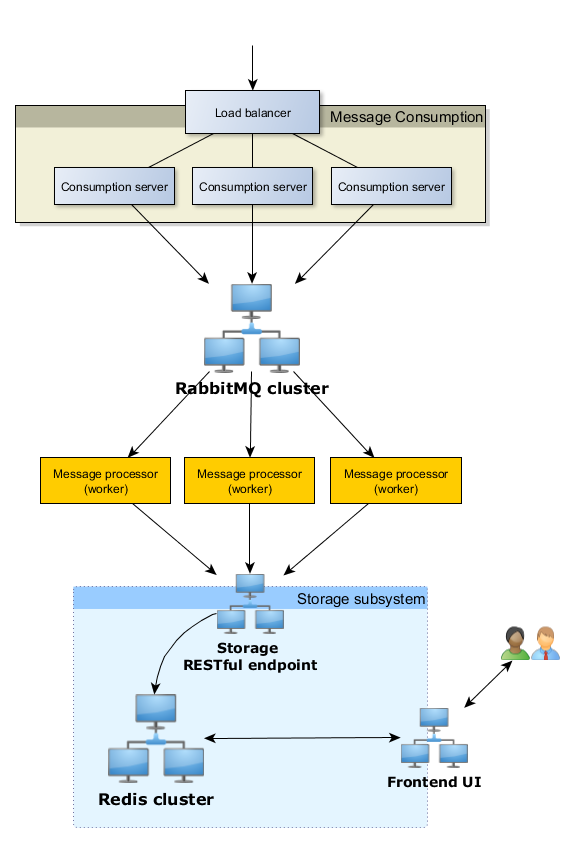 Load balancer
Message Consumption
Consumption server
Consumption server
Consumption server
RabbitMQ cluster
Message processor
(worker)
Message processor
(worker)
Message processor
(worker)
Storage subsystem
Storage
RESTful endpoint
Redis cluster
Frontend UI